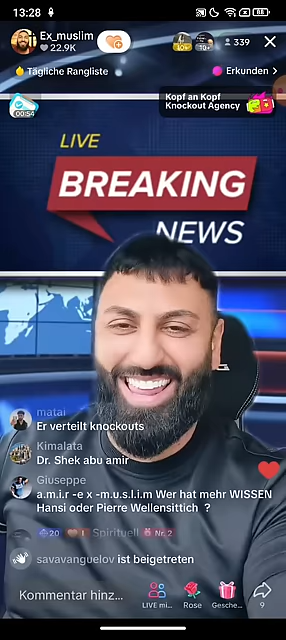 13:28
88
Ex_muslim
22.9K
10+
339
Tägliche Rangliste
Erkunden
00:54
Kopf an Kopf
Knockout Agency
LIVE
BREAKING
NEWS
matai
Er verteilt knockouts
Kimalata
Dr. Shek abu amir
Giuseppe
a.m.i.r -e x -m.u.s.l.i.m Wer hat mehr WISSEN
Hansi oder Pierre Wellensittich ?
20 Spirituell Nr. 2
savavanguelov ist beigetreten
Kommentar hinz...
LIVE mi... Rose Gesche... 9